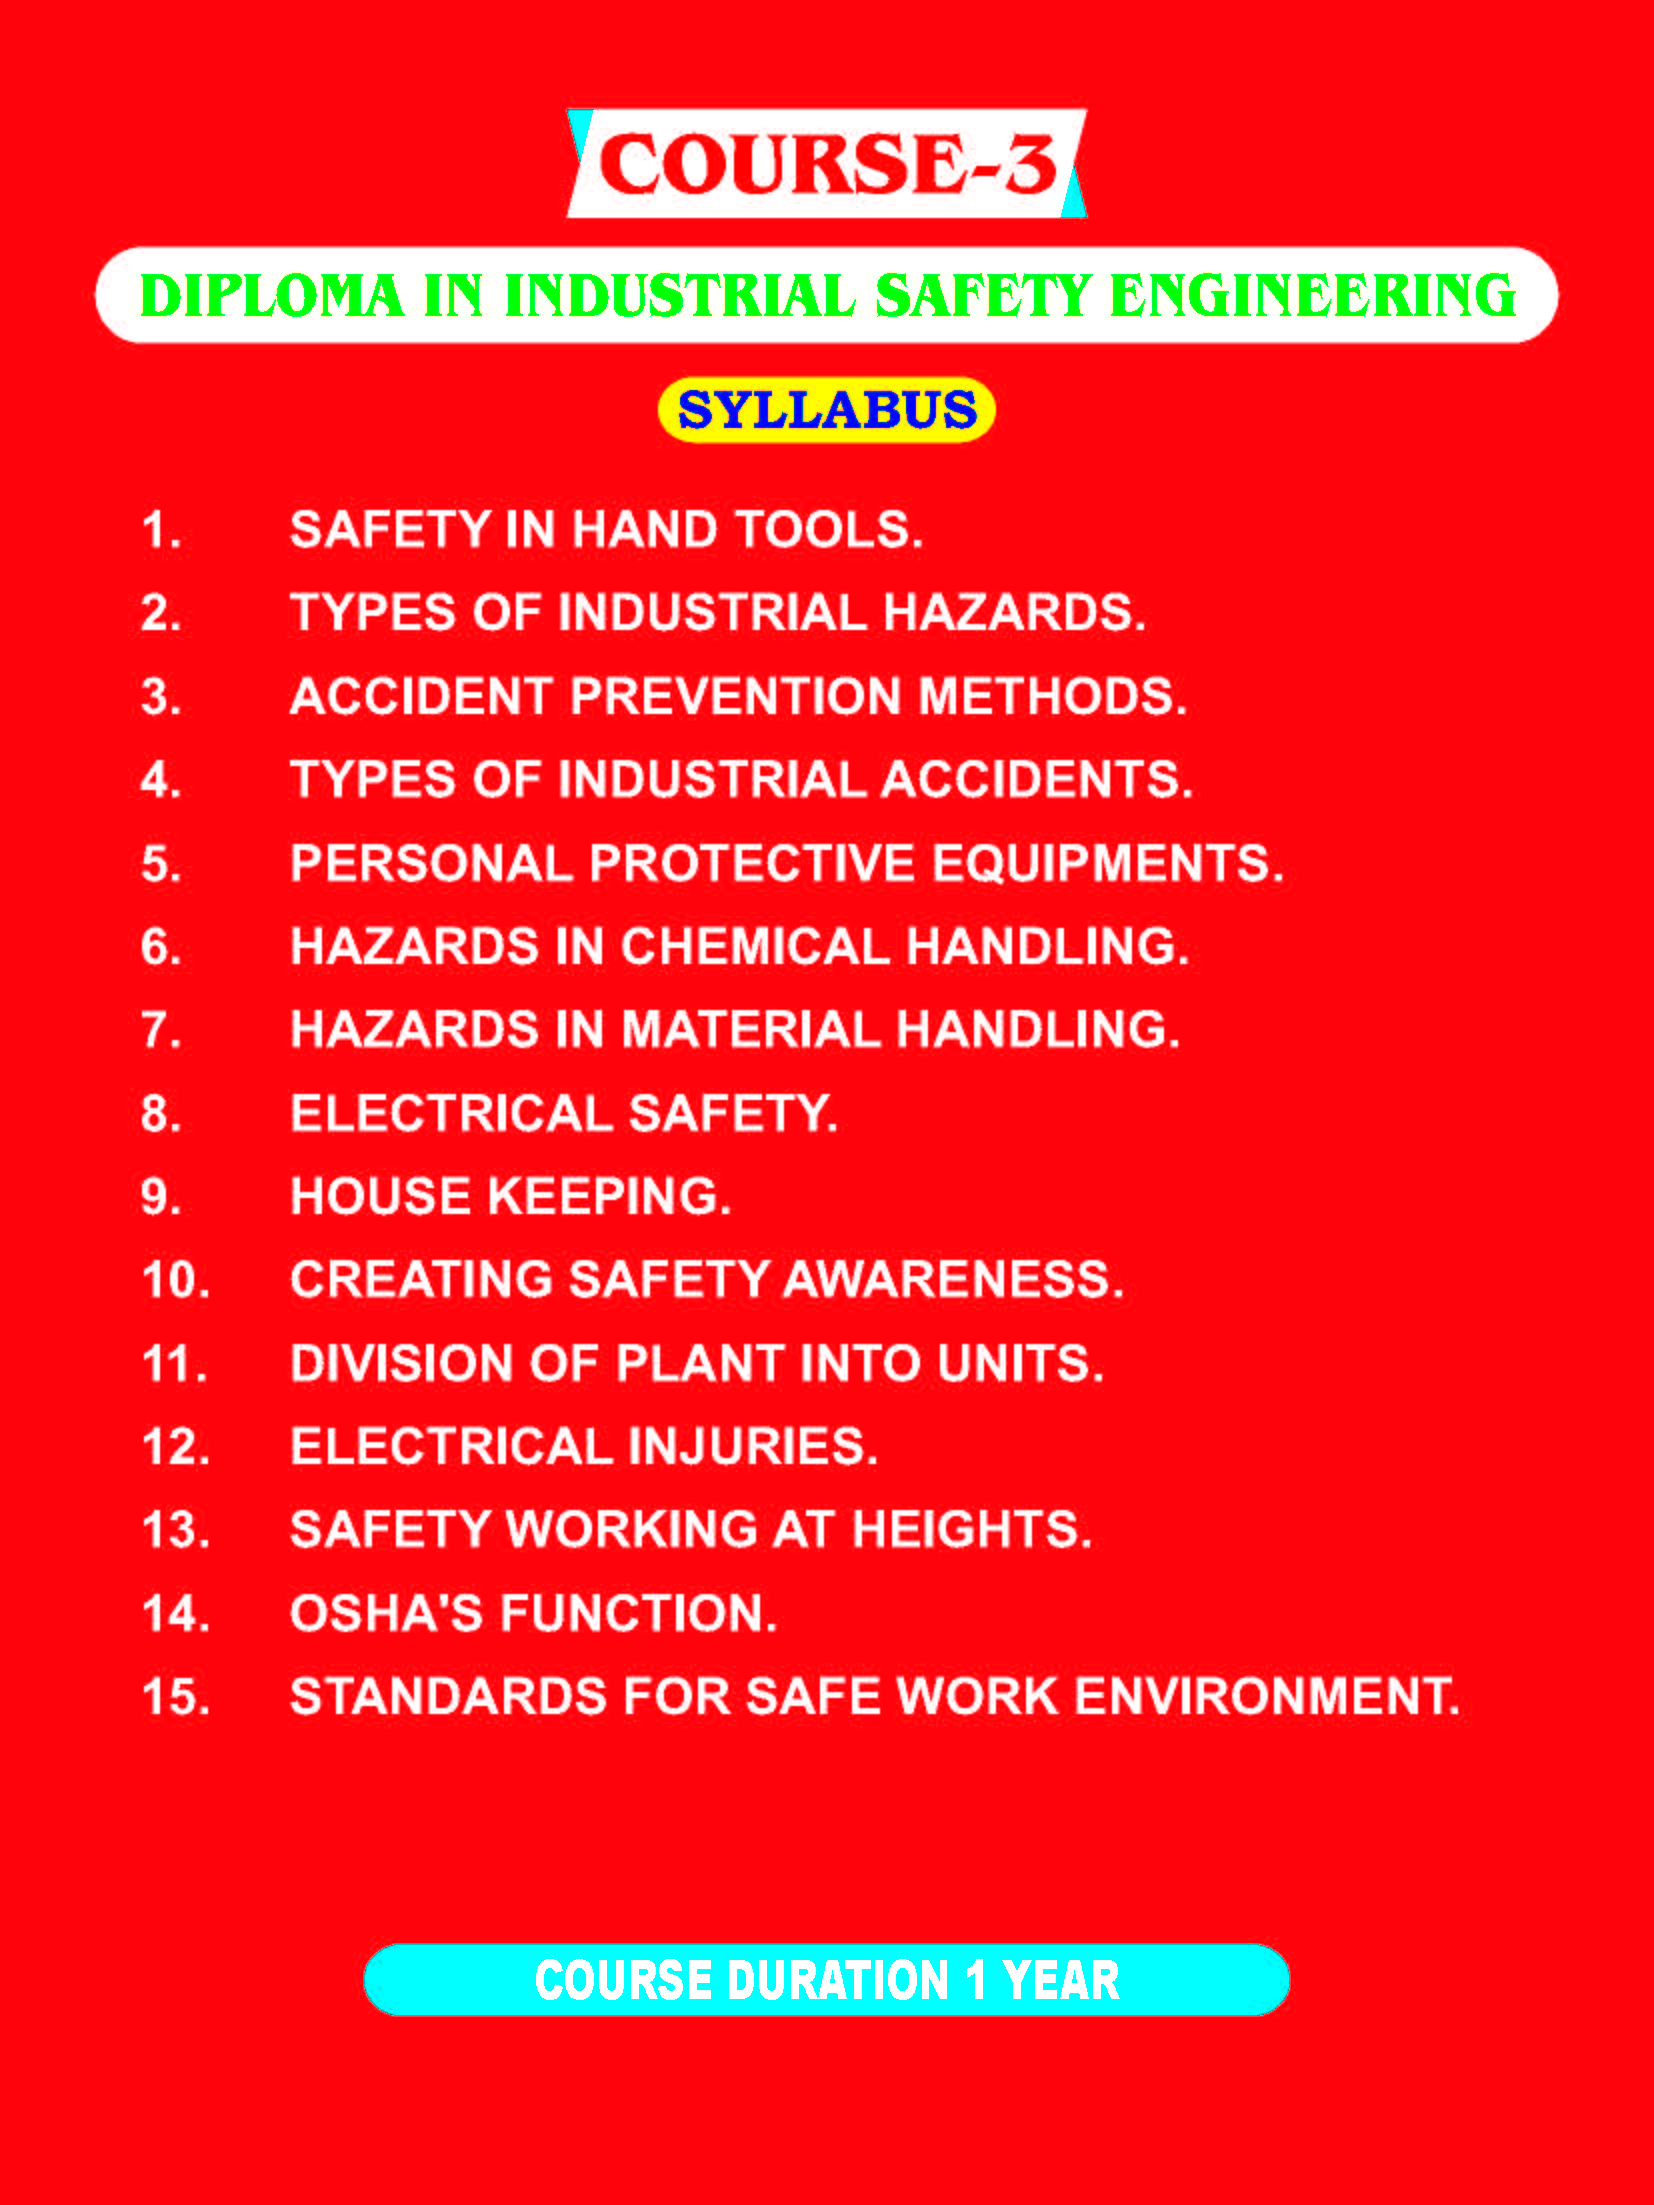 COURSE-3
DIPLOMA IN INDUSTRIAL SAFETY ENGINEERING
SYLLABUS
1. SAFETY IN HAND TOOLS.
2. TYPES OF INDUSTRIAL HAZARDS.
3. ACCIDENT PREVENTION METHODS.
4. TYPES OF INDUSTRIAL ACCIDENTS.
5. PERSONAL PROTECTIVE EQUIPMENTS.
6. HAZARDS IN CHEMICAL HANDLING.
7. HAZARDS IN MATERIAL HANDLING.
8. ELECTRICAL SAFETY.
9. HOUSE KEEPING.
10. CREATING SAFETY AWARENESS.
11. DIVISION OF PLANT INTO UNITS.
12. ELECTRICAL INJURIES.
13. SAFETY WORKING AT HEIGHTS.
14. OSHA'S FUNCTION.
15. STANDARDS FOR SAFE WORK ENVIRONMENT.
COURSE DURATION 1 YEAR